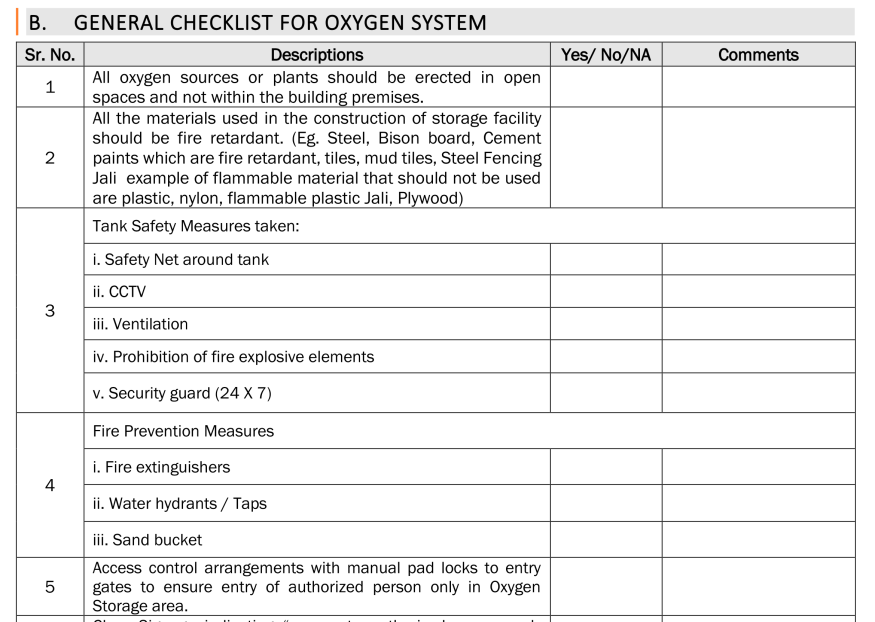 B. GENERAL CHECKLIST FOR OXYGEN SYSTEM
Sr. No. Descriptions Yes/ No/NA Comments
1 All oxygen sources or plants should be erected in open
spaces and not within the building premises.
All the materials used in the construction of storage facility
should be fire retardant. (Eg. Steel, Bison board, Cement
2 paints which are fire retardant, tiles, mud tiles, Steel Fencing
Jali example of flammable material that should not be used
are plastic, nylon, flammable plastic Jali, Plywood)
3
Tank Safety Measures taken:
i. Safety Net around tank
ii. CCTV
iii. Ventilation
iv. Prohibition of fire explosive elements
v. Security guard (24 X 7)
4
Fire Prevention Measures
i. Fire extinguishers
ii. Water hydrants / Taps
iii. Sand bucket
Access control arrangements with manual pad locks to entry
5 gates to ensure entry of authorized person only in Oxygen
Storage area.